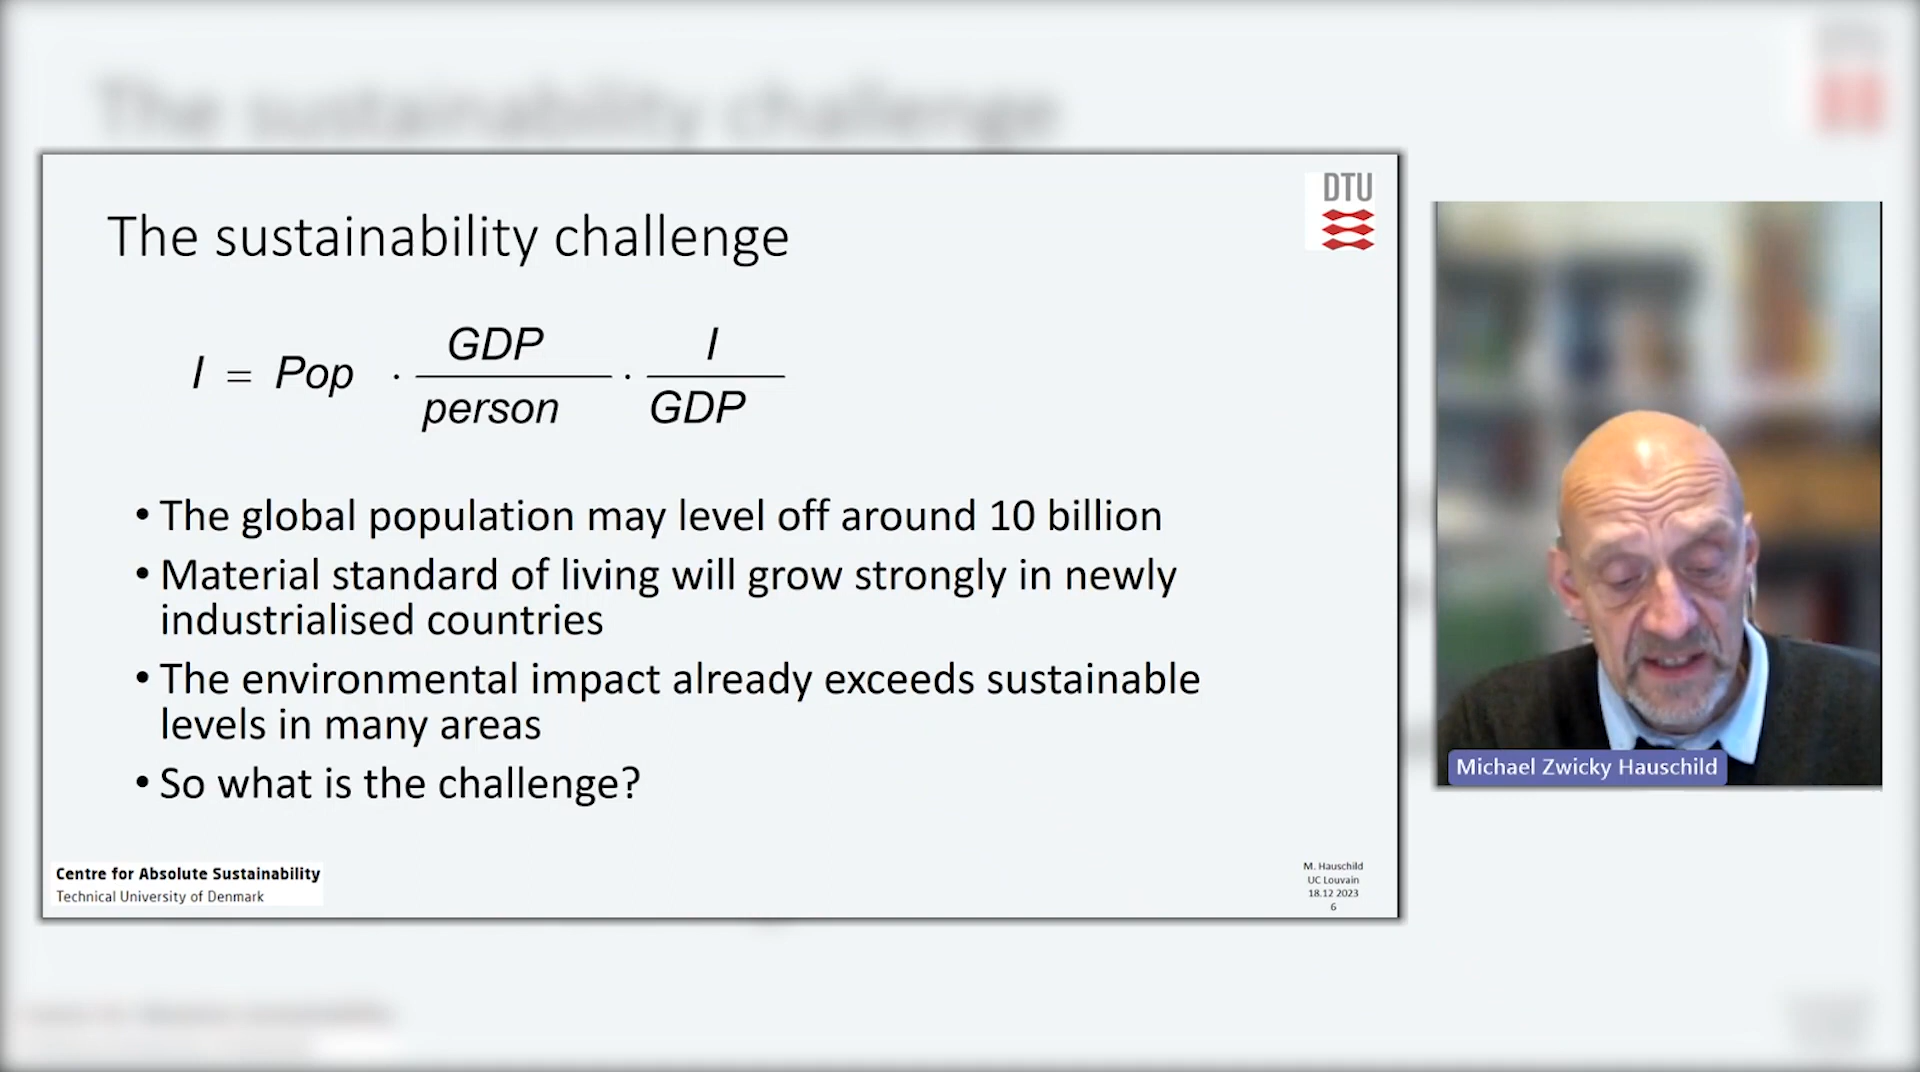 The sustainability challenge
DTU
The sustainability challenge
I = Pop · GDP/person · I/GDP
• The global population may level off around 10 billion
• Material standard of living will grow strongly in newly
industrialised countries
• The environmental impact already exceeds sustainable
levels in many areas
• So what is the challenge?
Centre for Absolute Sustainability
Technical University of Denmark
M. Hauschild
UC Louvain
18.12 2023
6
Michael Zwicky Hauschild